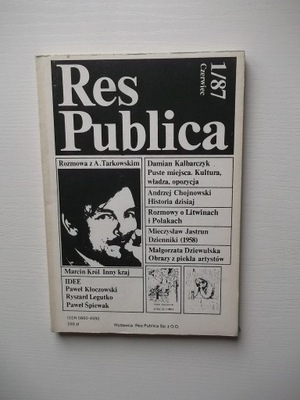 Res
Publica
1/87
Czerwiec
Rozmowa z A. Tarkowskim
Damian Kalbarczyk
Puste miejsca. Kultura,
władza, opozycja
Andrzej Chojnowski
Historia dzisiaj
Rozmowy o Litwinach
i Polakach
Mieczysław Jastrun
Dzienniki (1958)
Małgorzata Dziewulska
Obrazy z piekła artystów
Marcin Król Inny kraj
IDEE
Paweł Kłoczowski
Ryszard Legutko
Paweł Śpiewak
Wydawca: Res Publica Sp. z O.O.